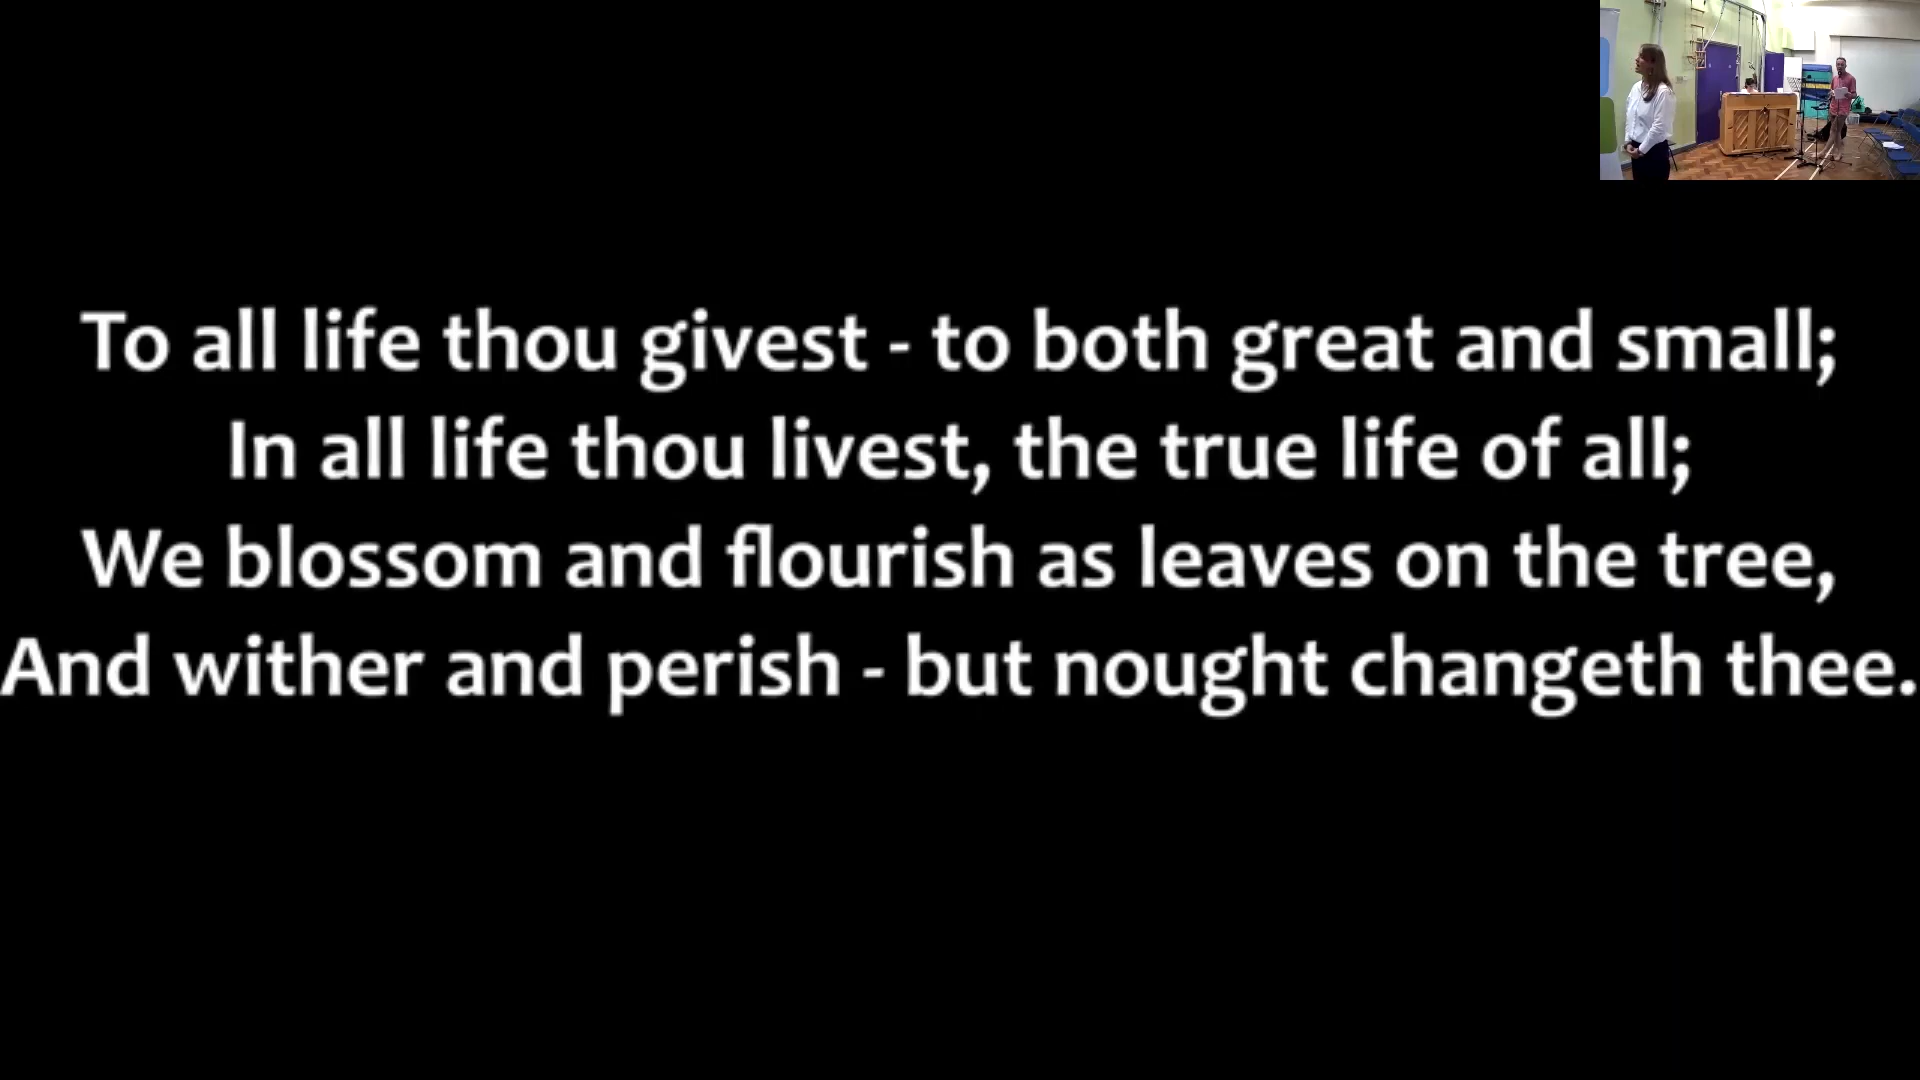 To all life thou givest - to both great and small;
In all life thou livest, the true life of all;
We blossom and flourish as leaves on the tree,
And wither and perish - but nought changeth thee.